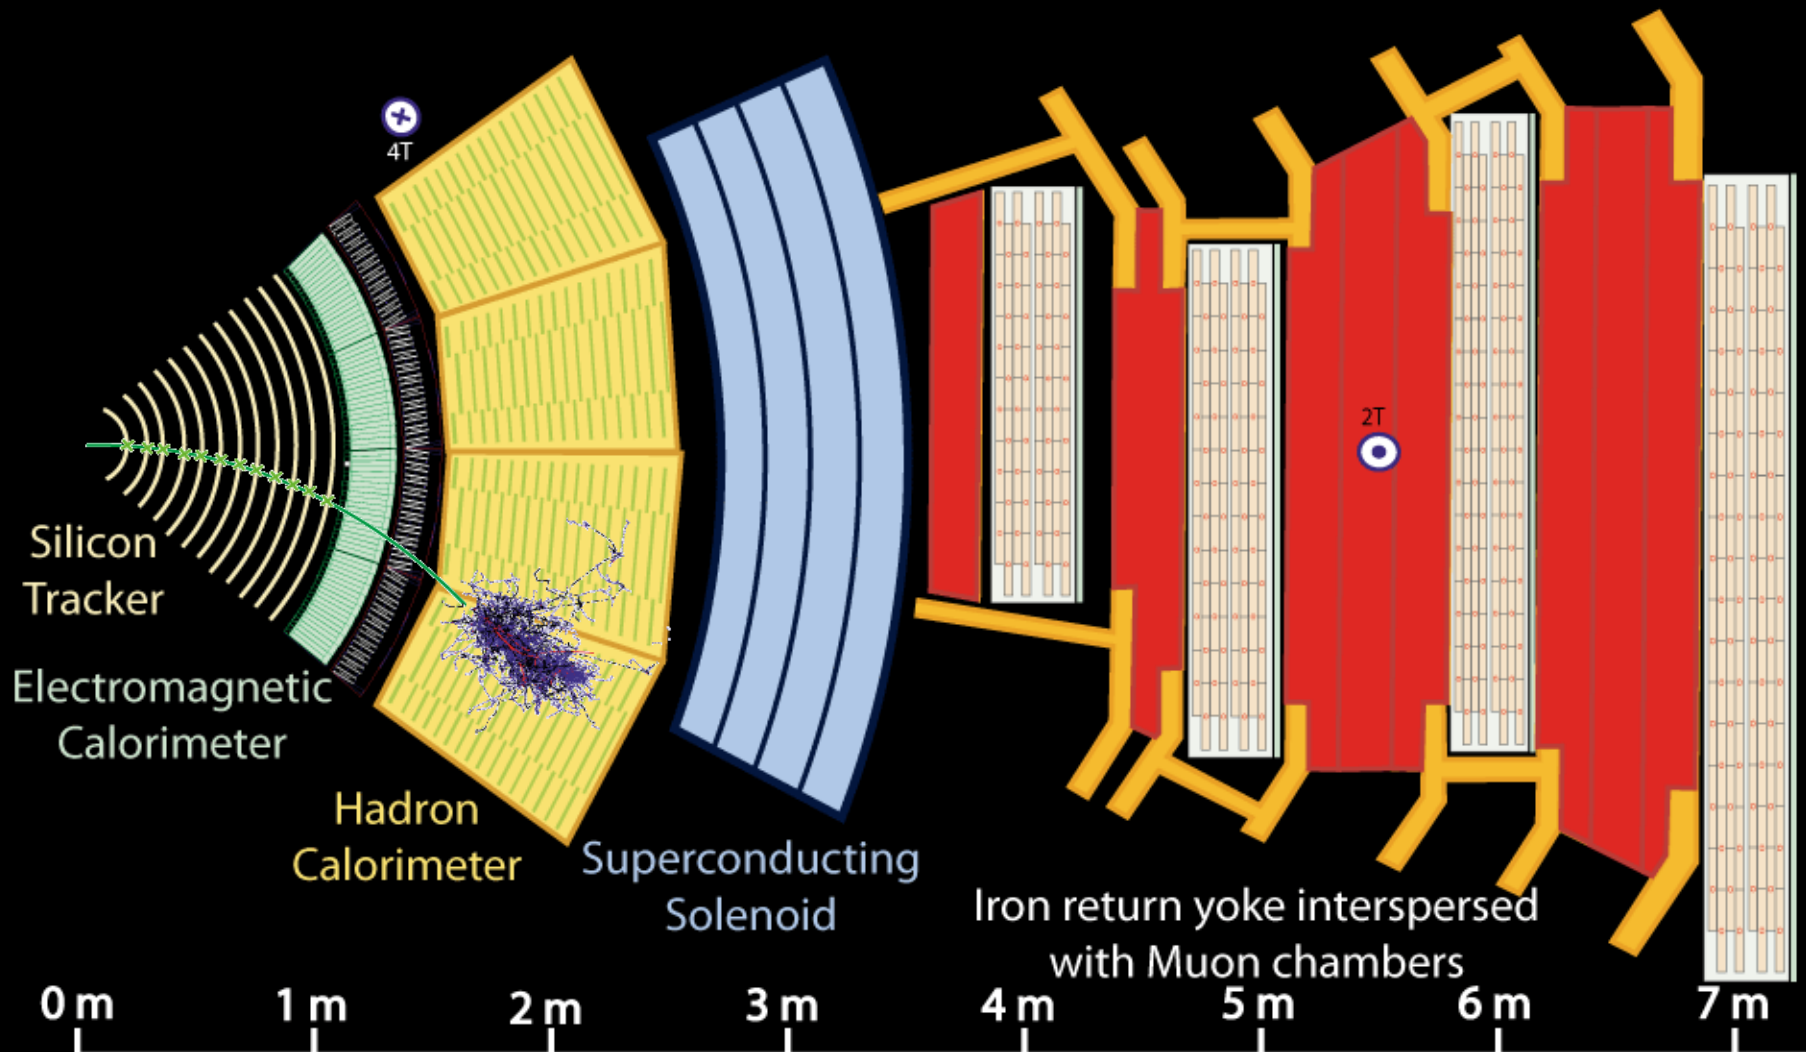 4T
2T
Silicon
Tracker
Electromagnetic
Calorimeter
Hadron
Calorimeter
Superconducting
Solenoid
Iron return yoke interspersed
with Muon chambers
0 m 1 m 2 m 3 m 4 m 5 m 6 m 7 m